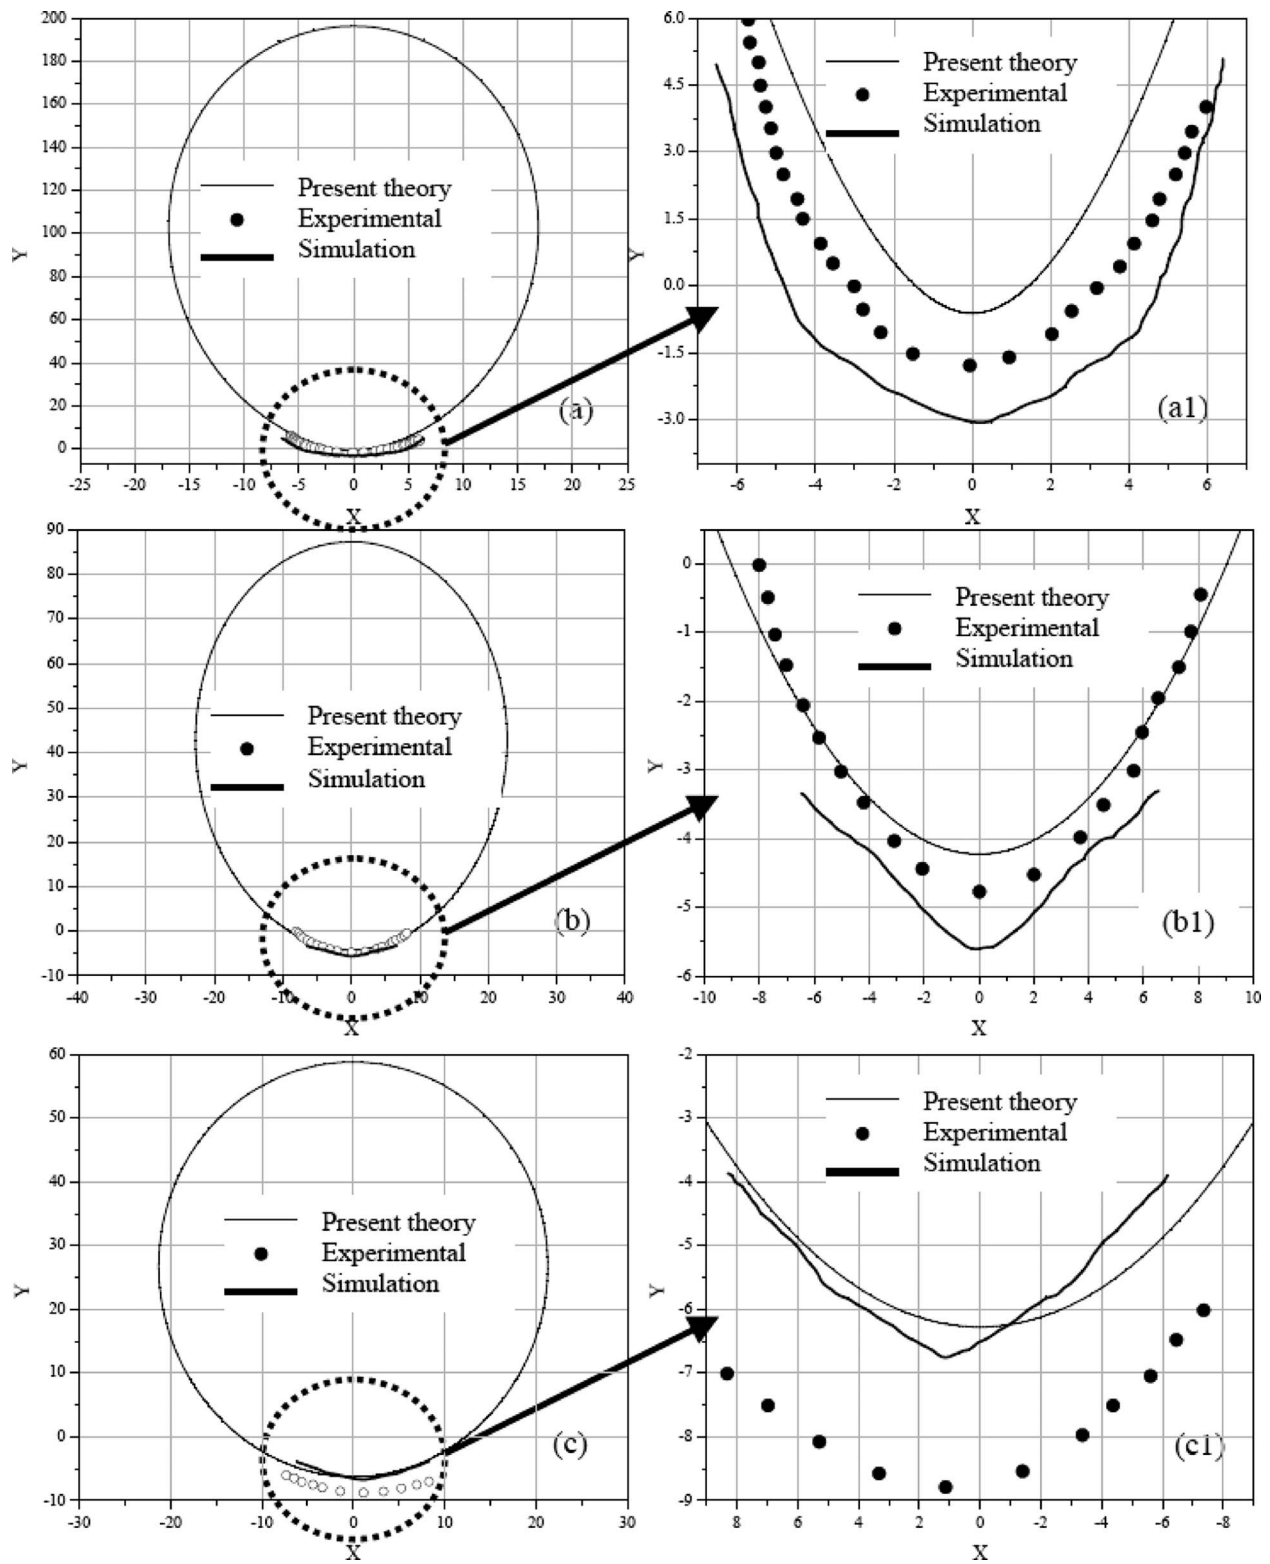 200
180
160
140
120
100
80
60
40
20
0
Y
Present theory
Experimental
Simulation
(a)
-25 -20 -15 -10 -5 0 5 10 15 20 25
X
6.0
4.5
3.0
1.5
0.0
-1.5
-3.0
Y
Present theory
Experimental
Simulation
(a1)
-6 -4 -2 0 2 4 6
X
90
80
70
60
50
40
30
20
10
0
-10
Y
Present theory
Experimental
Simulation
(b)
-40 -30 -20 -10 0 10 20 30 40
X
0
-1
-2
-3
-4
-5
-6
Y
Present theory
Experimental
Simulation
(b1)
-10 -8 -6 -4 -2 0 2 4 6 8 10
X
60
50
40
30
20
10
0
-10
Y
Present theory
Experimental
Simulation
(c)
-30 -20 -10 0 10 20 30
X
-2
-3
-4
-5
-6
-7
-8
-9
Y
Present theory
Experimental
Simulation
(c1)
8 6 4 2 0 -2 -4 -6 -8
X